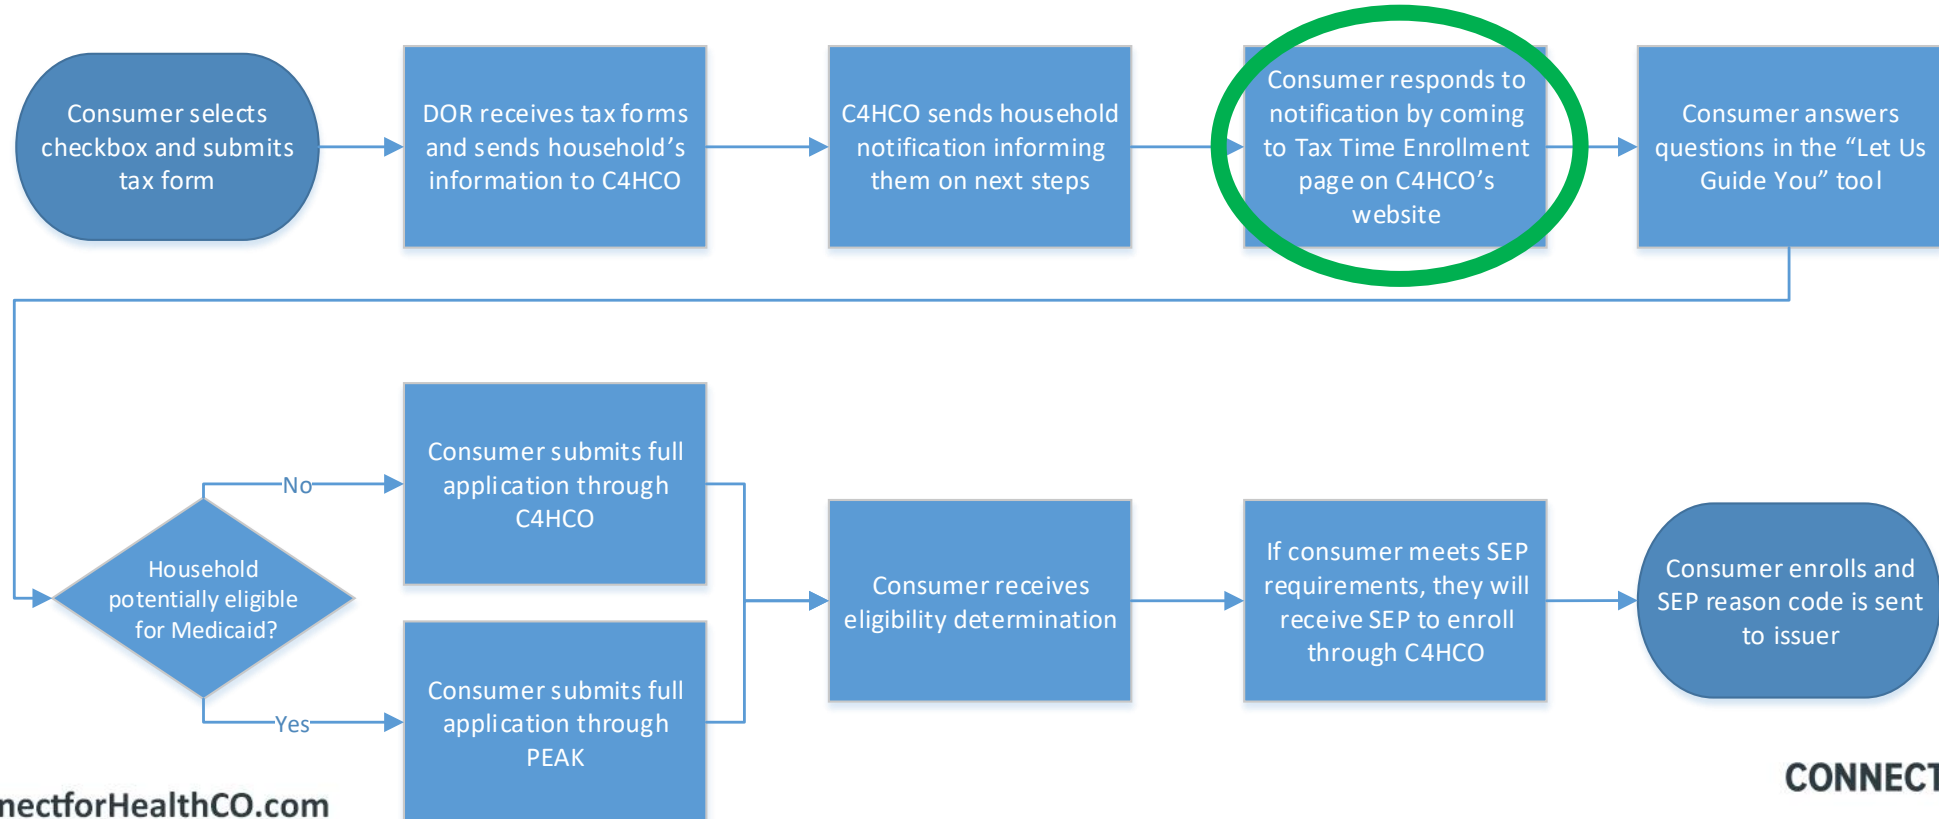 Consumer selects
checkbox and submits
tax form
DOR receives tax forms
and sends household’s
information to C4HCO
C4HCO sends household
notification informing
them on next steps
Consumer responds to
notification by coming
to Tax Time Enrollment
page on C4HCO’s
website
Consumer answers
questions in the “Let Us
Guide You” tool
Household
potentially eligible
for Medicaid?
No
Yes
Consumer submits full
application through
C4HCO
Consumer submits full
application through
PEAK
Consumer receives
eligibility determination
If consumer meets SEP
requirements, they will
receive SEP to enroll
through C4HCO
Consumer enrolls and
SEP reason code is sent
to issuer
nectforHealthCO.com
CONNECT